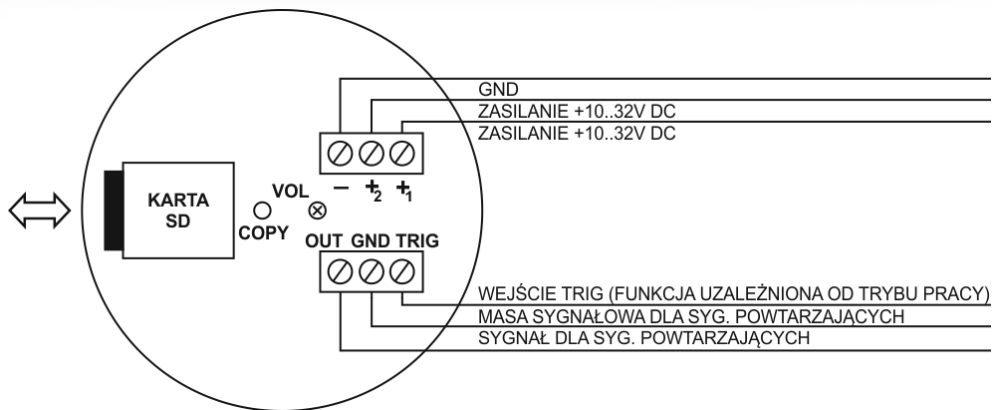 GND
ZASILANIE +10..32V DC
ZASILANIE +10..32V DC
− +2 +1
KARTA
SD
VOL
COPY
OUT GND TRIG
WEJŚCIE TRIG (FUNKCJA UZALEŻNIONA OD TRYBU PRACY)
MASA SYGNAŁOWA DLA SYG. POWTARZAJĄCYCH
SYGNAŁ DLA SYG. POWTARZAJĄCYCH